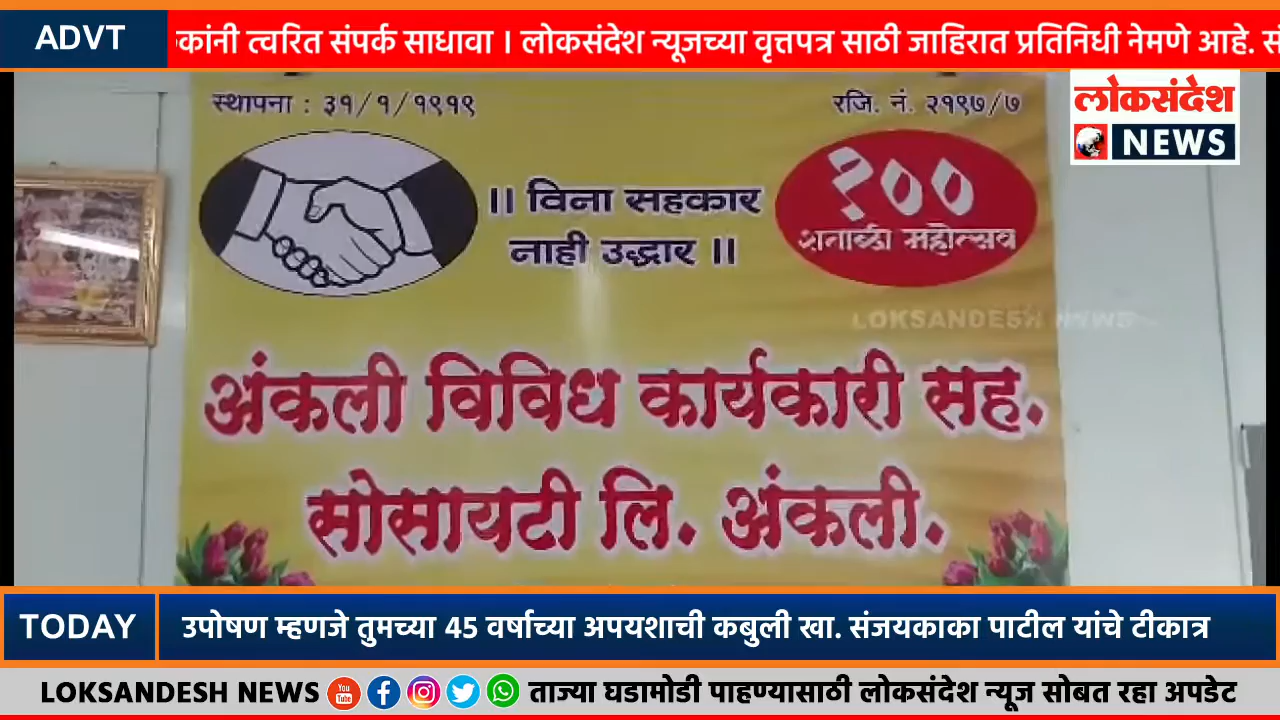 ADVT
कांनी त्वरित संपर्क साधावा । लोकसंदेश न्यूजच्या वृत्तपत्र साठी जाहिरात प्रतिनिधी नेमणे आहे.
लोकसंदेश
NEWS
स्थापना : ३१/१/१९१९
रजि. नं. २१९७/७
॥ विना सहकार
नाही उद्धार ॥
१००
शताब्दी महोत्सव
LOKSANDESH NEWS
अंकली विविध कार्यकारी सह.
सोसायटी लि. अंकली.
TODAY
उपोषण म्हणजे तुमच्या 45 वर्षाच्या अपयशाची कबुली खा. संजयकाका पाटील यांचे टीकात्र
LOKSANDESH NEWS You Tube ताज्या घडामोडी पाहण्यासाठी लोकसंदेश न्यूज सोबत रहा अपडेट